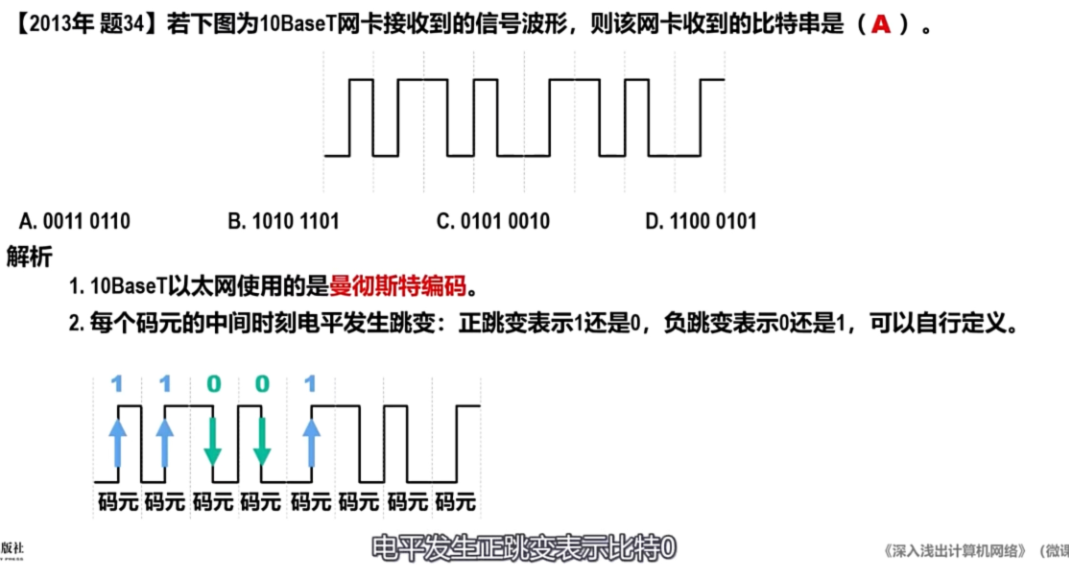 【2013年 题34】若下图为10BaseT网卡接收到的信号波形，则该网卡收到的比特串是（ A ）。
A. 0011 0110 B. 1010 1101 C. 0101 0010 D. 1100 0101
解析
1. 10BaseT以太网使用的是曼彻斯特编码。
2. 每个码元的中间时刻电平发生跳变：正跳变表示1还是0，负跳变表示0还是1，可以自行定义。
1 1 0 0 1
码元 码元 码元 码元 码元 码元 码元 码元
版社
电平发生正跳变表示比特0
《深入浅出计算机网络》（微课